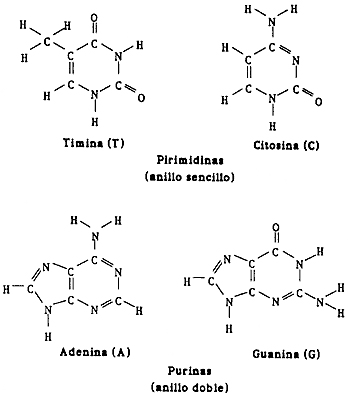 H H
H C H O
C C N H
H
C C
H N O
H
Timina (T)
H H
N
H C C N
C C
H N O
H
Citosina (C)
Pirimidinas
(anillo sencillo)
H H
N
N C C N
H C
N C N C H
H
Adenina (A)
O
N C C N H
H C
N C N C N H
H H
Guanina (G)
Purinas
(anillo doble)